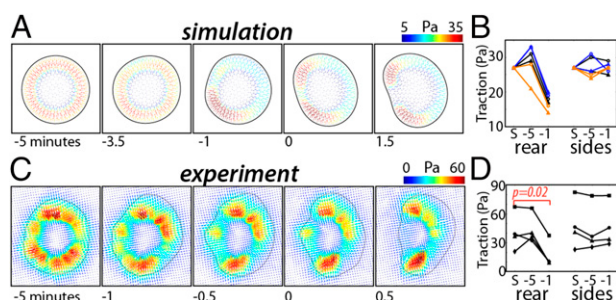 A simulation 5 Pa 35
-5 minutes -3.5 -1 0 1.5
B
Traction (Pa)
30
20
10
S -5 -1 S -5 -1
rear sides
C experiment 0 Pa 60
-5 minutes -0.5 0 0.5
D
Traction (Pa)
90
p=0.02
60
30
0
S -5 -1 S -5 -1
rear sides